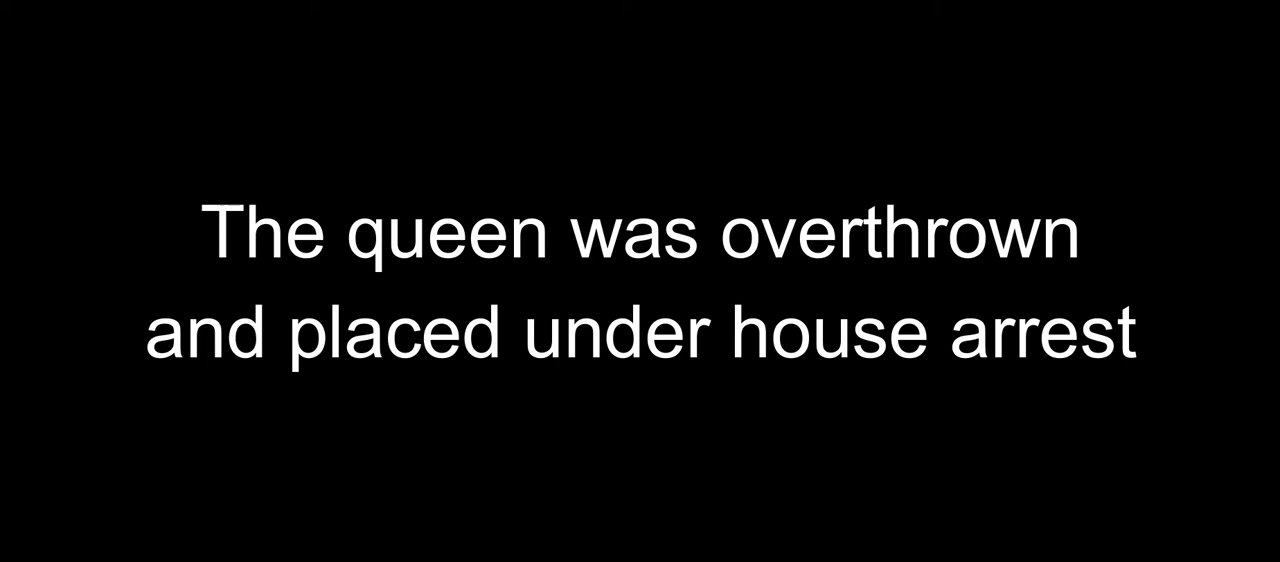 The queen was overthrown
and placed under house arrest